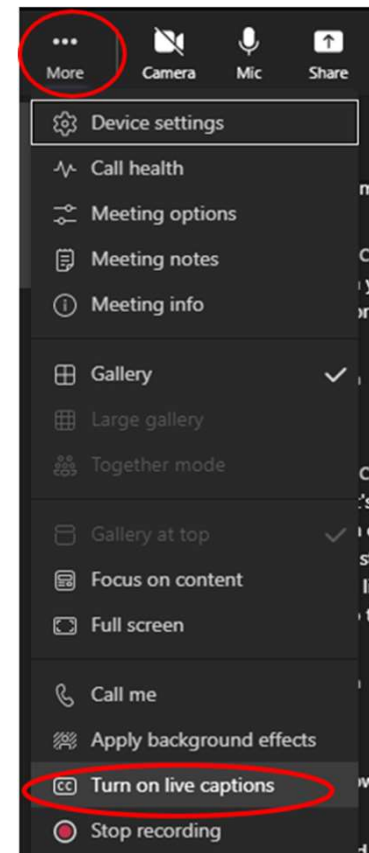 More Camera Mic Share
Device settings
Call health
Meeting options
Meeting notes
Meeting info
Gallery
Large gallery
Together mode
Gallery at top
Focus on content
Full screen
Call me
Apply background effects
CC Turn on live captions
Stop recording